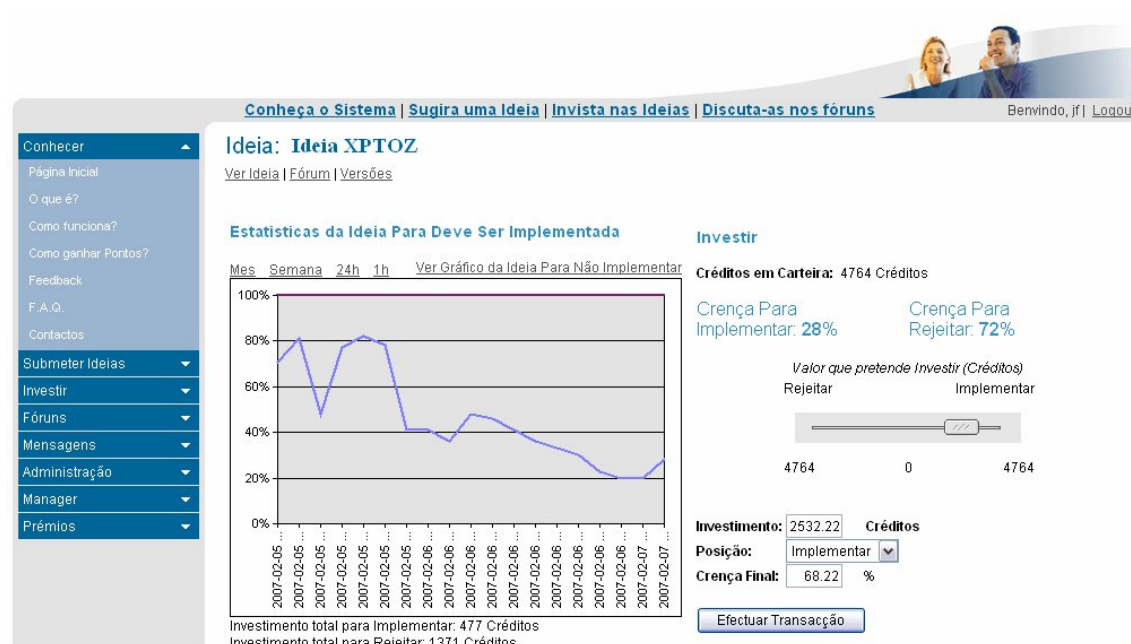 Conheça o Sistema | Sugira uma Ideia | Invista nas Ideias | Discuta-as nos fóruns
Benvindo, jf | Logou
Conhecer
Página Inicial
O que é?
Como funciona?
Como ganhar Pontos?
Feedback
F.A.Q.
Contactos
Submeter Ideias
Investir
Fóruns
Mensagens
Administração
Manager
Prémios
Ideia: Ideia XPTOZ
Ver Ideia | Fórum | Versões
Estatisticas da Ideia Para Deve Ser Implementada
Mes Semana 24h 1h Ver Gráfico da Ideia Para Não Implementar
100%
80%
60%
40%
20%
0%
2007-02-05 ...
2007-02-05 ...
2007-02-05 ...
2007-02-05 ...
2007-02-05 ...
2007-02-05 ...
2007-02-06 ...
2007-02-06 ...
2007-02-06 ...
2007-02-06 ...
2007-02-06 ...
2007-02-06 ...
2007-02-06 ...
2007-02-06 ...
2007-02-06 ...
2007-02-06 ...
2007-02-06 ...
2007-02-07 ...
2007-02-07 ...
Investimento total para Implementar: 477 Créditos
Investimento total para Rejeitar: 1371 Créditos
Investir
Créditos em Carteira: 4764 Créditos
Crença Para Crença Para
Implementar: 28% Rejeitar: 72%
Valor que pretende Investir (Créditos)
Rejeitar Implementar
4764 0 4764
Investimento: 2532.22 Créditos
Posição: Implementar
Crença Final: 68.22 %
Efectuar Transacção